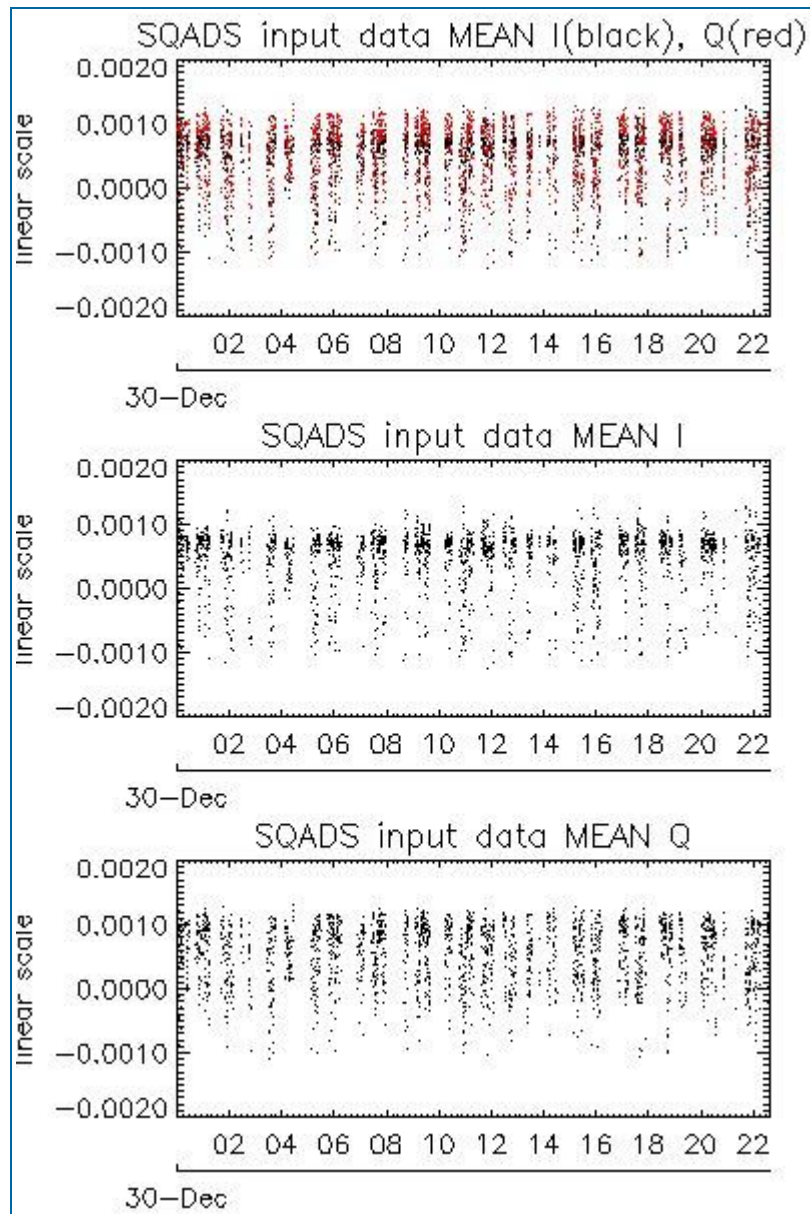 SQADS input data MEAN I(black), Q(red)
0.0020
0.0010
0.0000
−0.0010
−0.0020
linear scale
02 04 06 08 10 12 14 16 18 20 22
30−Dec
SQADS input data MEAN I
0.0020
0.0010
0.0000
−0.0010
−0.0020
linear scale
02 04 06 08 10 12 14 16 18 20 22
30−Dec
SQADS input data MEAN Q
0.0020
0.0010
0.0000
−0.0010
−0.0020
linear scale
02 04 06 08 10 12 14 16 18 20 22
30−Dec